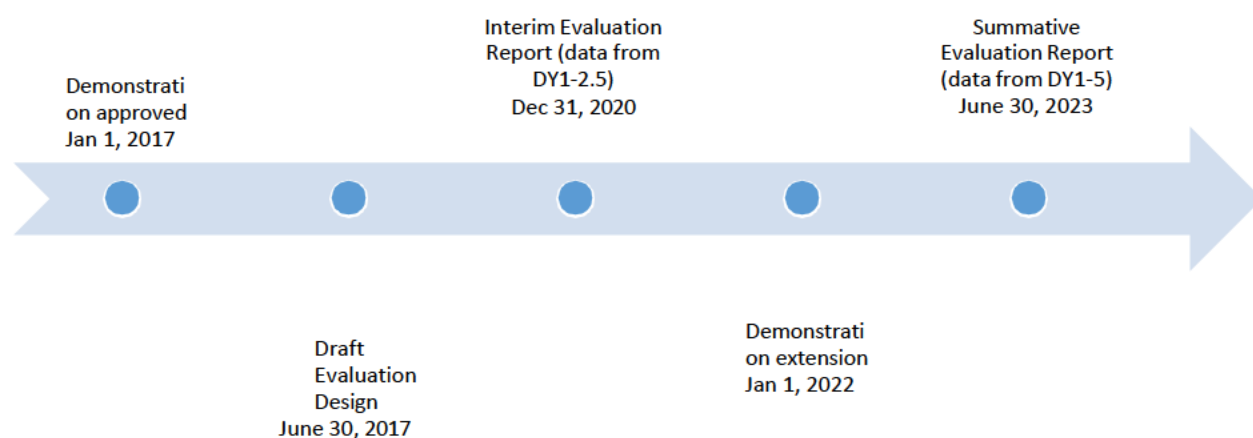 Demonstrati
on approved
Jan 1, 2017
Draft
Evaluation
Design
June 30, 2017
Interim Evaluation
Report (data from
DY1-2.5)
Dec 31, 2020
Demonstrati
on extension
Jan 1, 2022
Summative
Evaluation Report
(data from DY1-5)
June 30, 2023